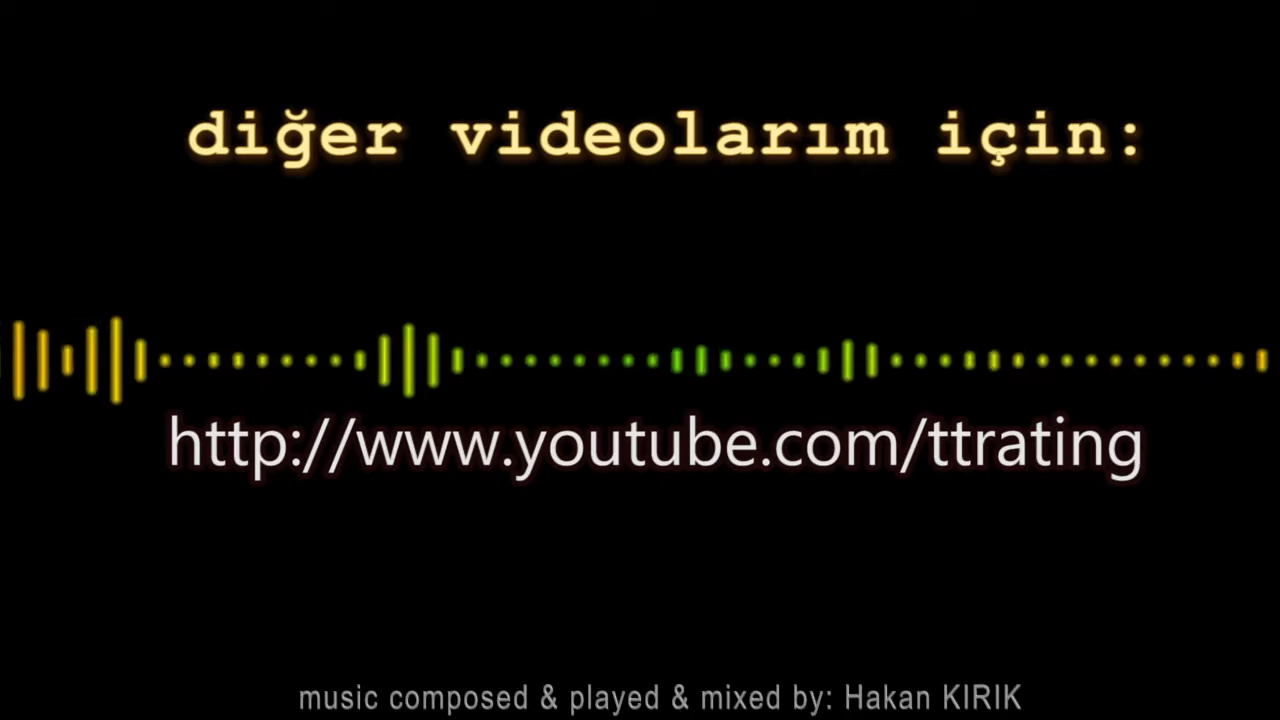 diğer videolarım için:
http://www.youtube.com/ttrating
music composed & played & mixed by: Hakan KIRIK